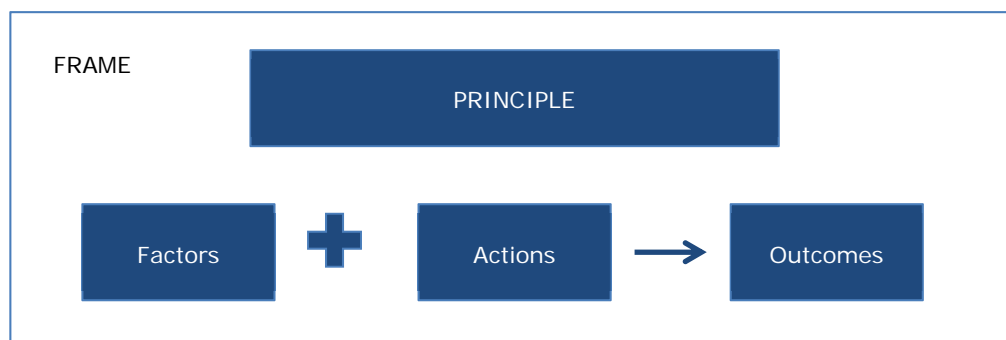 FRAME
PRINCIPLE
Factors
Actions
Outcomes